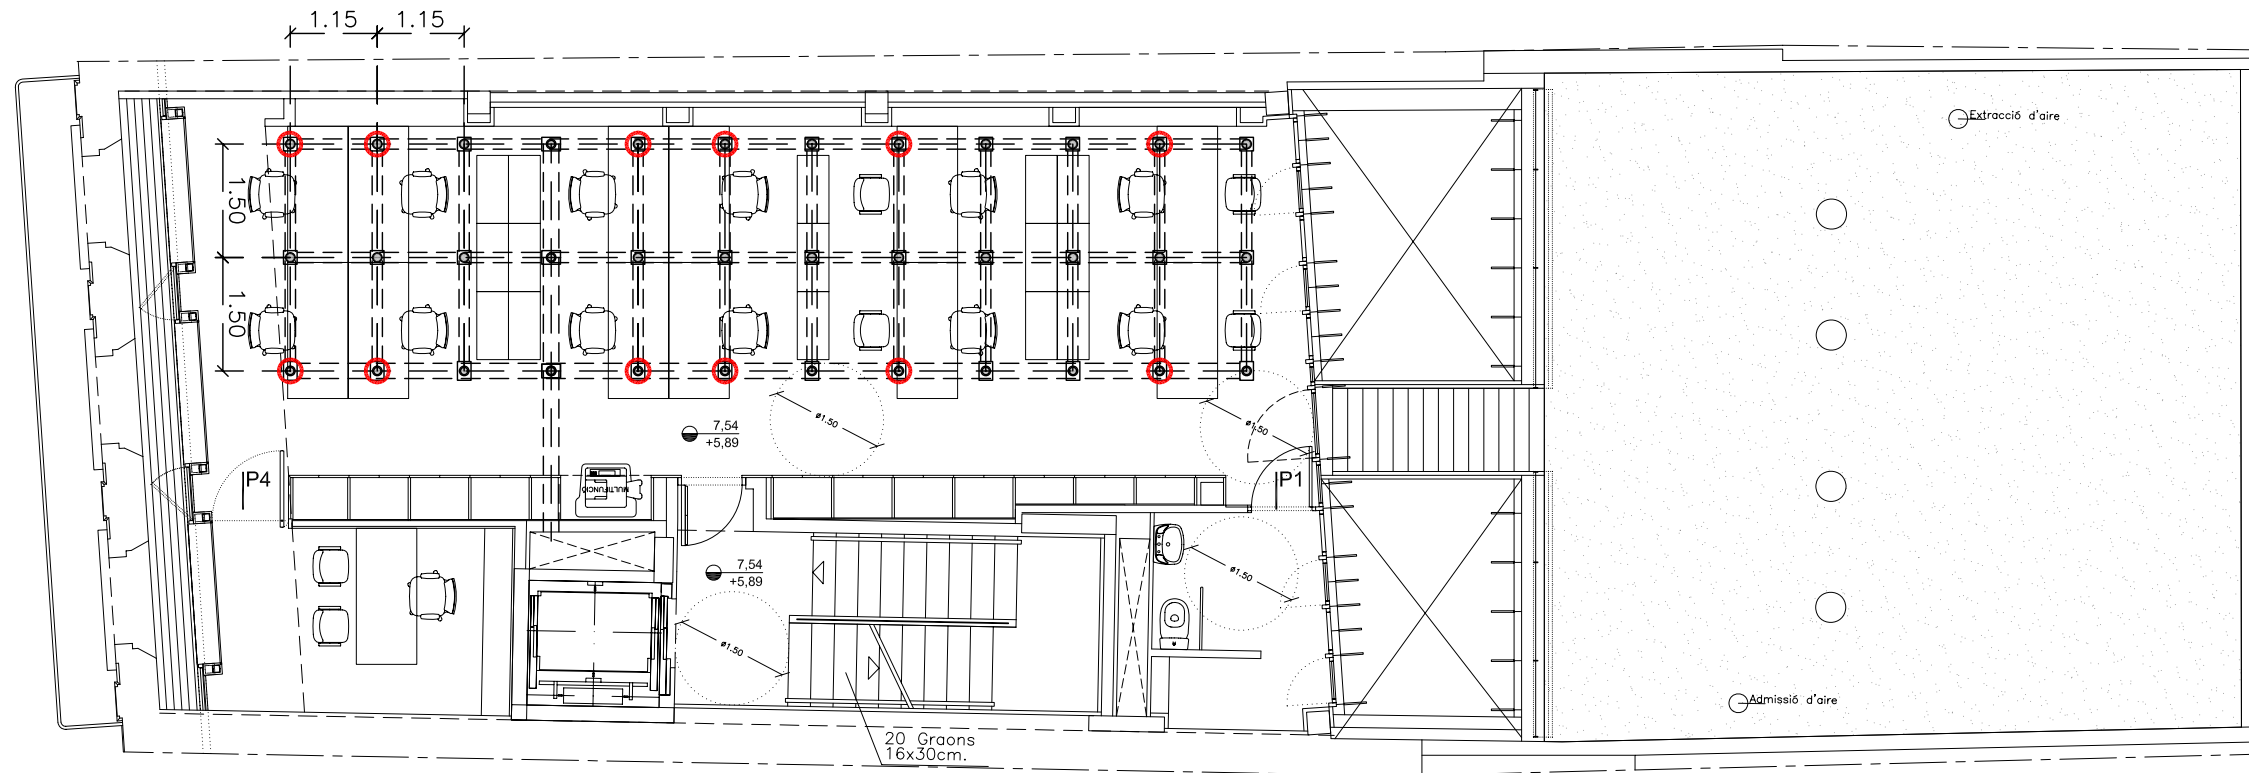 1.15 1.15
Extracció d'aire
1.50
1.50
ø1.50
ø1.50
7,54
+5,89
P4
MULTIFUNCIÓ
P1
7,54
+5,89
ø1.50
ø1.50
Admissió d'aire
20 Graons
16x30cm.